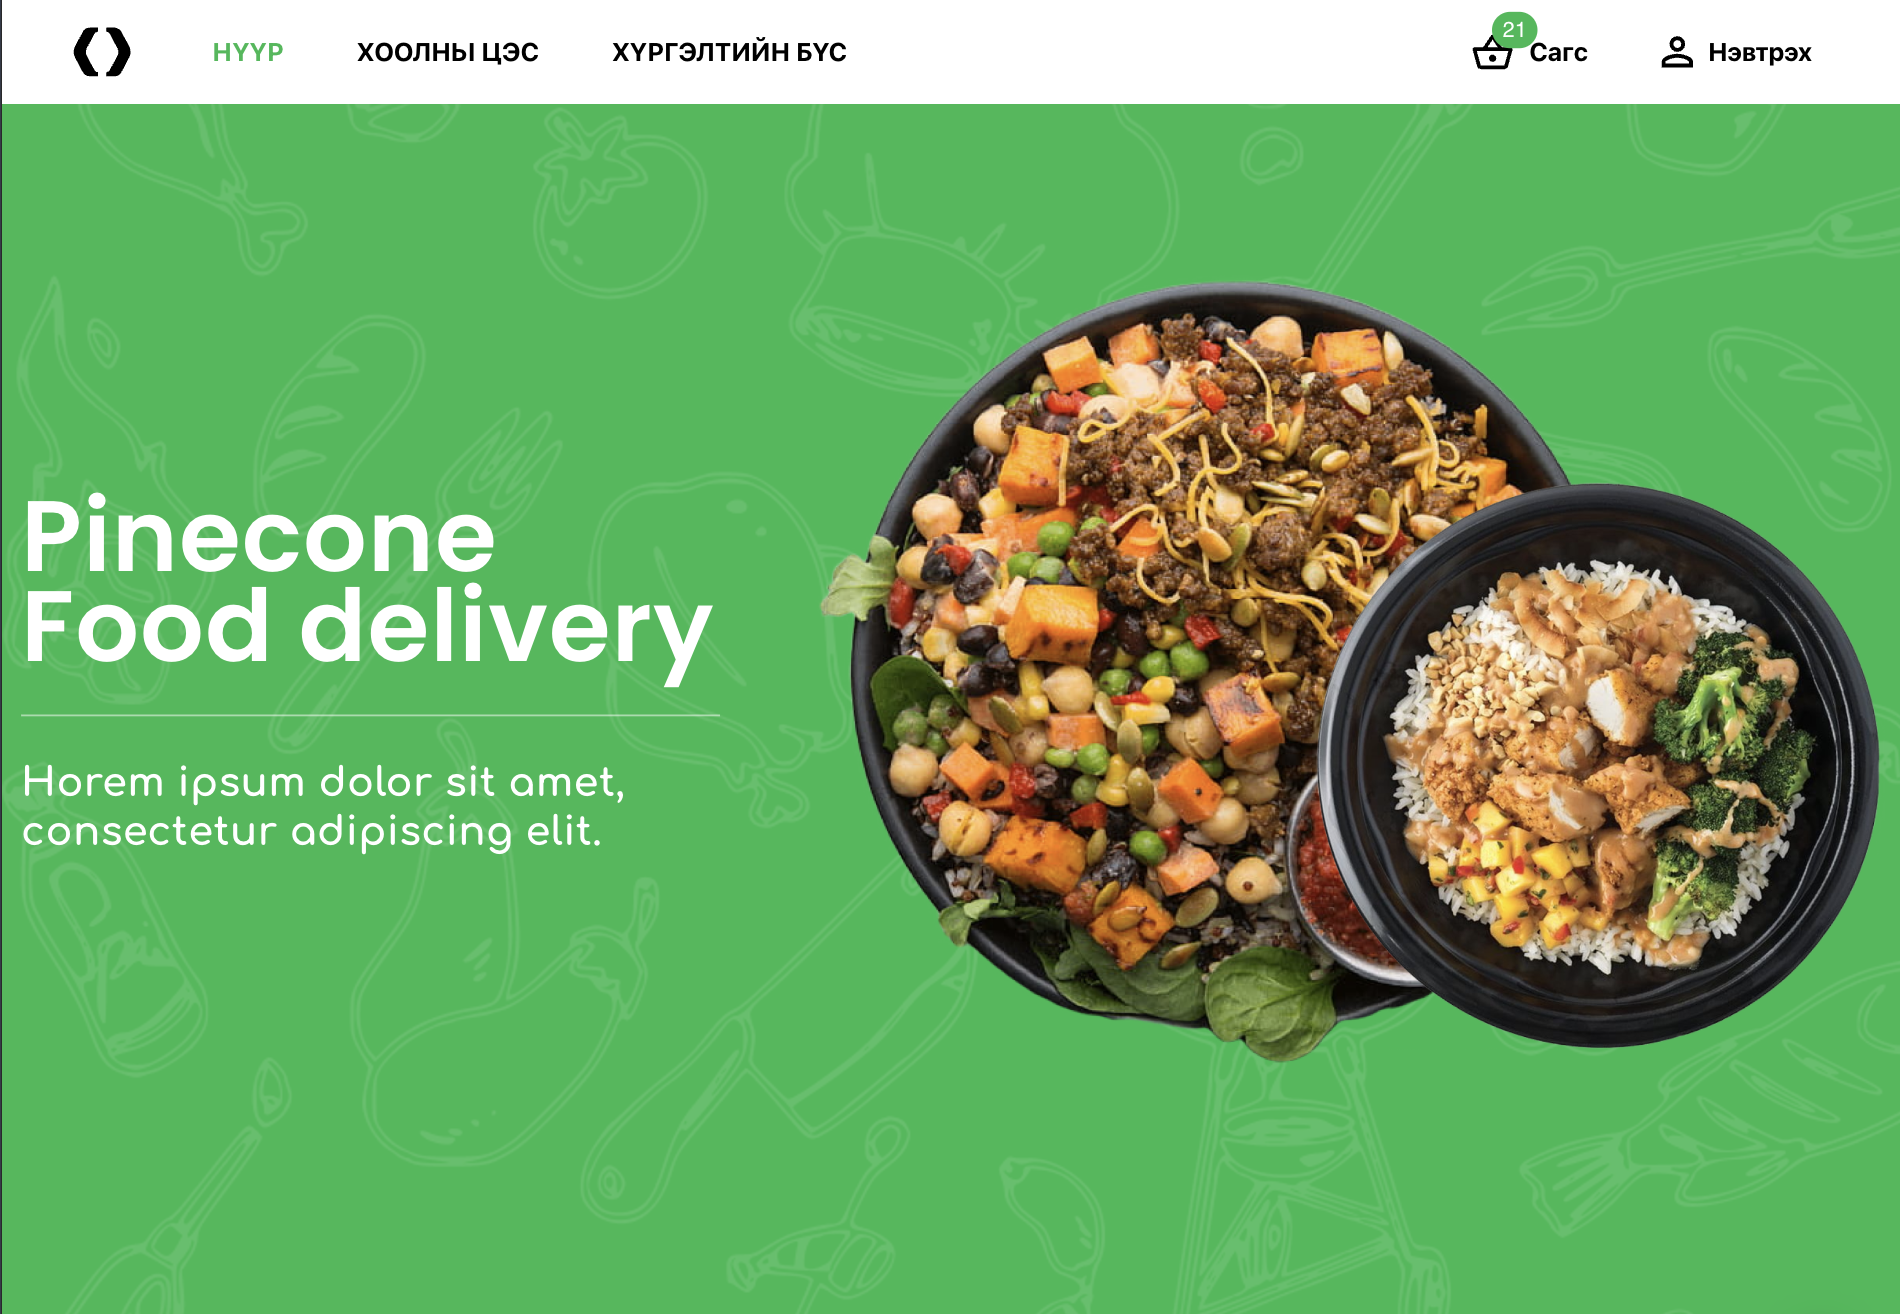 НҮҮР
ХООЛНЫ ЦЭС
ХҮРГЭЛТИЙН БҮС
21
Сагс
Нэвтрэх
Pinecone
Food delivery
Horem ipsum dolor sit amet,
consectetur adipiscing elit.